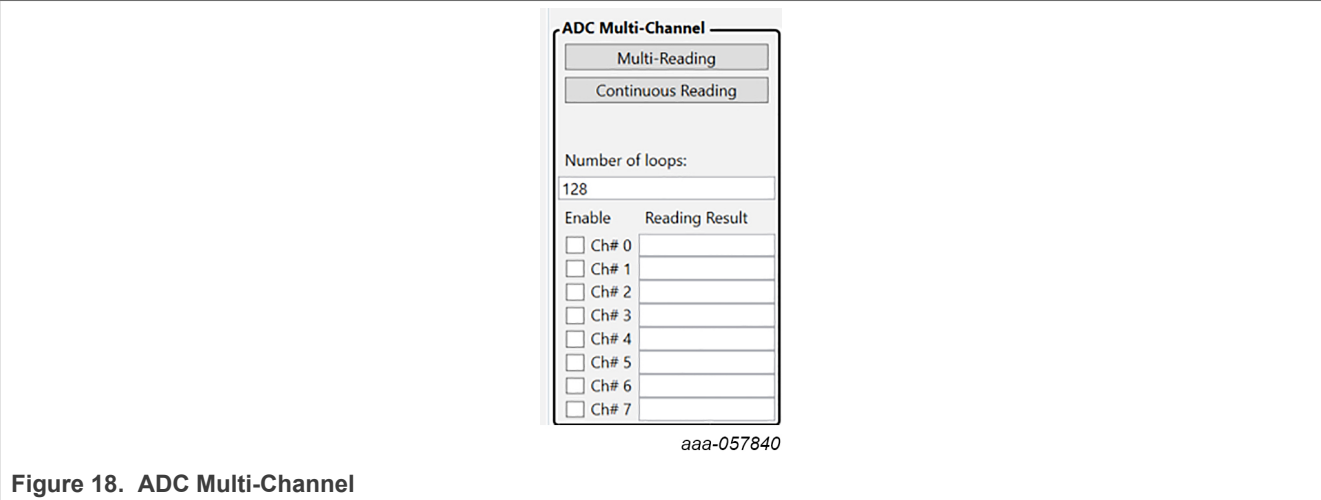 ADC Multi-Channel
Multi-Reading
Continuous Reading
Number of loops:
128
Enable Reading Result
Ch# 0
Ch# 1
Ch# 2
Ch# 3
Ch# 4
Ch# 5
Ch# 6
Ch# 7
aaa-057840
Figure 18. ADC Multi-Channel